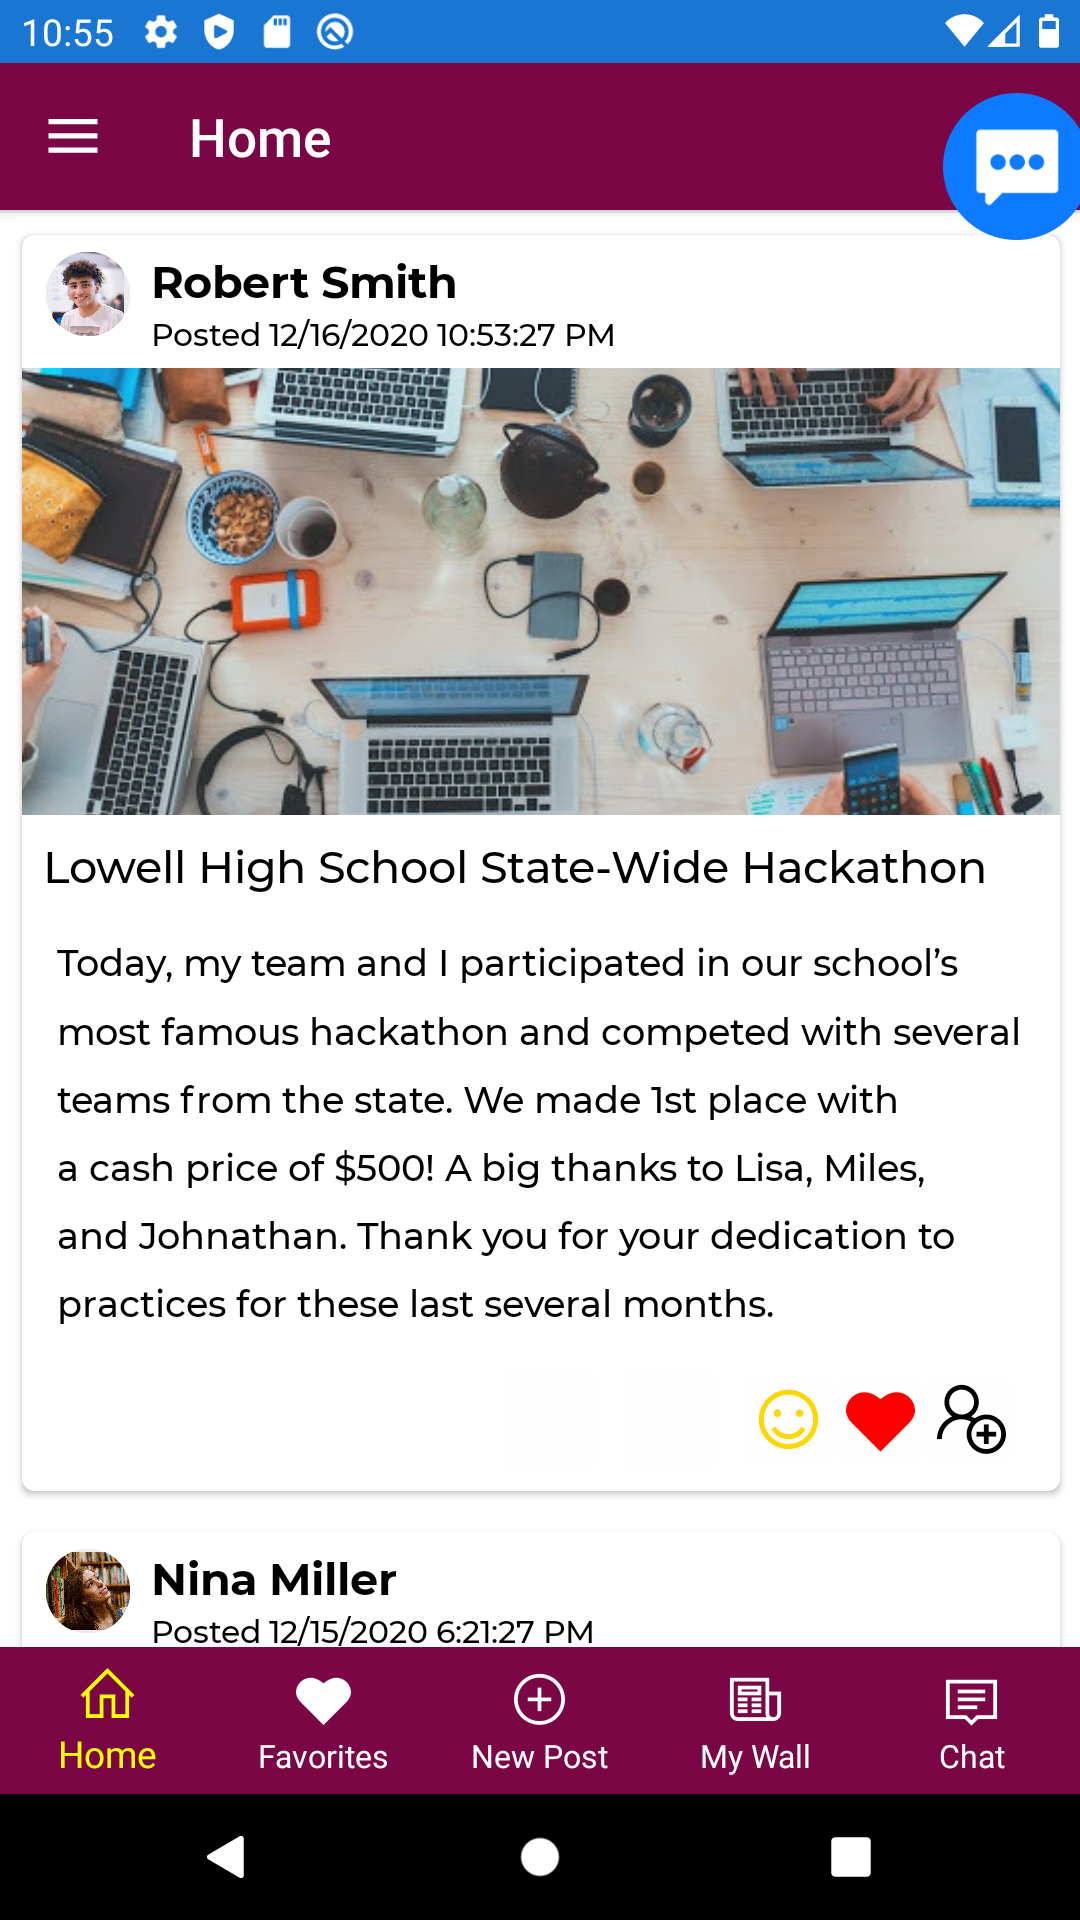 10:55
Home
Robert Smith
Posted 12/16/2020 10:53:27 PM
Lowell High School State-Wide Hackathon
Today, my team and I participated in our school’s
most famous hackathon and competed with several
teams from the state. We made 1st place with
a cash price of $500! A big thanks to Lisa, Miles,
and Johnathan. Thank you for your dedication to
practices for these last several months.
Nina Miller
Posted 12/15/2020 6:21:27 PM
Home
Favorites
New Post
My Wall
Chat